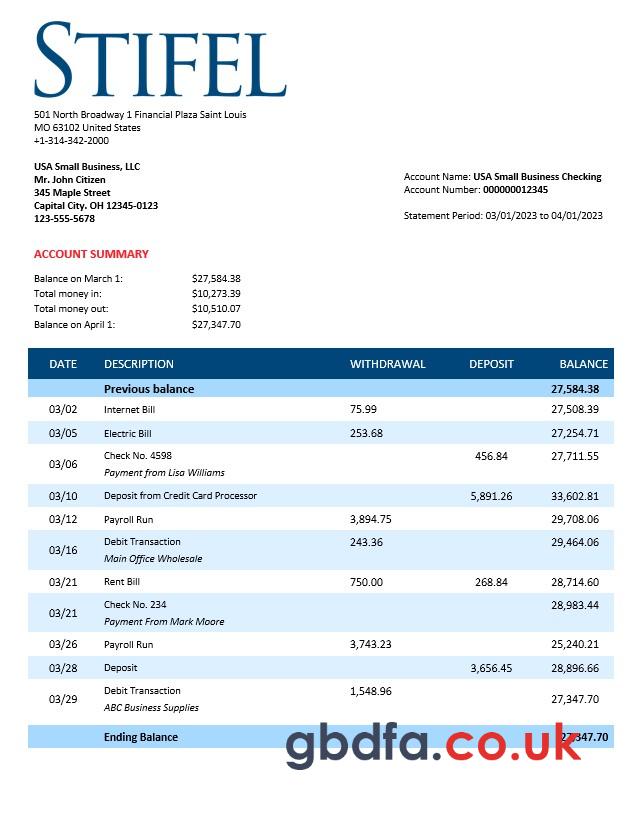 STIFEL
501 North Broadway 1 Financial Plaza Saint Louis
MO 63102 United States
+1-314-342-2000
USA Small Business, LLC
Mr. John Citizen
345 Maple Street
Capital City. OH 12345-0123
123-555-5678
Account Name: USA Small Business Checking
Account Number: 000000012345
Statement Period: 03/01/2023 to 04/01/2023
ACCOUNT SUMMARY
Balance on March 1: $27,584.38
Total money in: $10,273.39
Total money out: $10,510.07
Balance on April 1: $27,347.70
DATE DESCRIPTION WITHDRAWAL DEPOSIT BALANCE
Previous balance 27,584.38
03/02 Internet Bill 75.99 27,508.39
03/05 Electric Bill 253.68 27,254.71
03/06 Check No. 4598 456.84 27,711.55
Payment from Lisa Williams
03/10 Deposit from Credit Card Processor 5,891.26 33,602.81
03/12 Payroll Run 3,894.75 29,708.06
03/16 Debit Transaction 243.36 29,464.06
Main Office Wholesale
03/21 Rent Bill 750.00 268.84 28,714.60
03/21 Check No. 234 28,983.44
Payment From Mark Moore
03/26 Payroll Run 3,743.23 25,240.21
03/28 Deposit 3,656.45 28,896.66
03/29 Debit Transaction 1,548.96 27,347.70
ABC Business Supplies
Ending Balance 27,347.70
gbdfa.co.uk